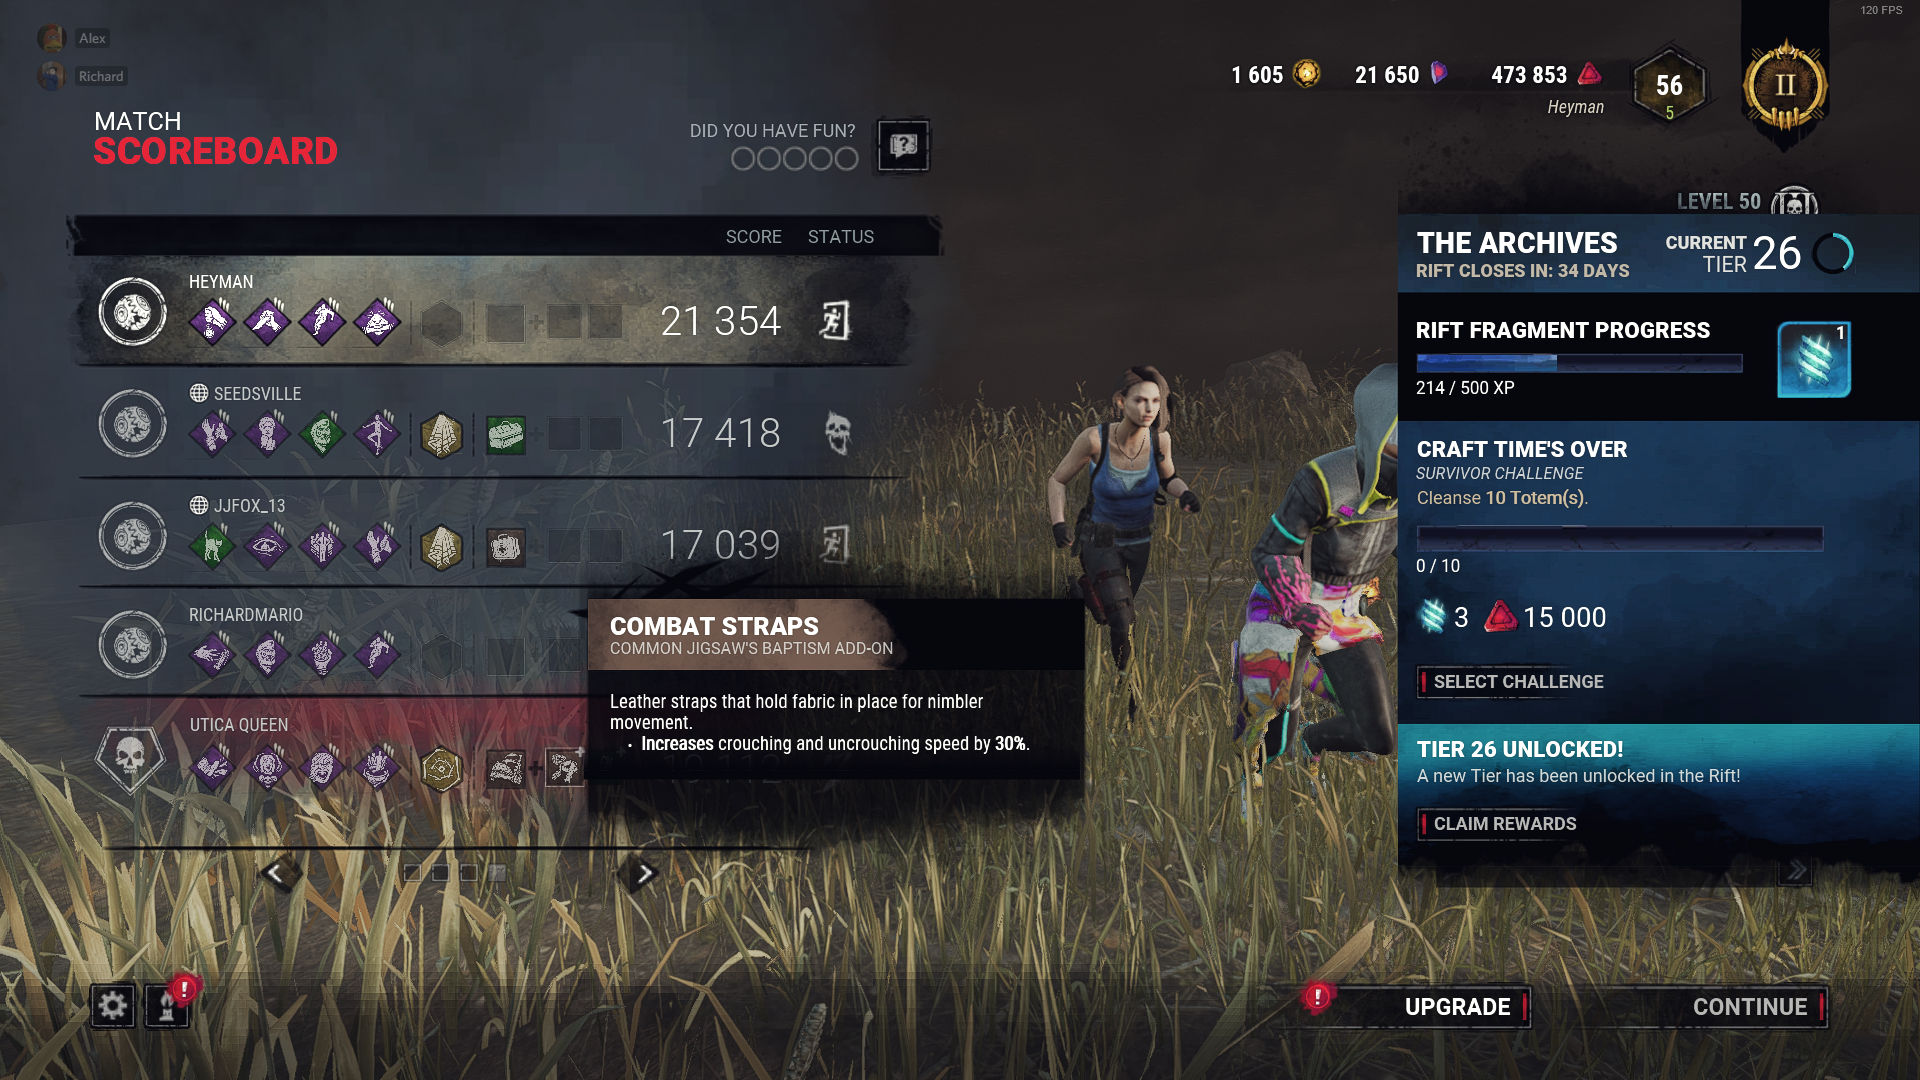 120 FPS
Alex
Richard
1 605
21 650
473 853
Heyman
56
5
II
MATCH
SCOREBOARD
DID YOU HAVE FUN?
LEVEL 50
SCORE STATUS
HEYMAN
21 354
SEEDSVILLE
17 418
JJFOX_13
17 039
RICHARDMARIO
UTICA QUEEN
COMBAT STRAPS
COMMON JIGSAW'S BAPTISM ADD-ON
Leather straps that hold fabric in place for nimbler
movement.
• Increases crouching and uncrouching speed by 30%.
THE ARCHIVES
RIFT CLOSES IN: 34 DAYS
CURRENT
TIER 26
RIFT FRAGMENT PROGRESS
1
214 / 500 XP
CRAFT TIME'S OVER
SURVIVOR CHALLENGE
Cleanse 10 Totem(s).
0 / 10
3 15 000
SELECT CHALLENGE
TIER 26 UNLOCKED!
A new Tier has been unlocked in the Rift!
CLAIM REWARDS
UPGRADE
CONTINUE